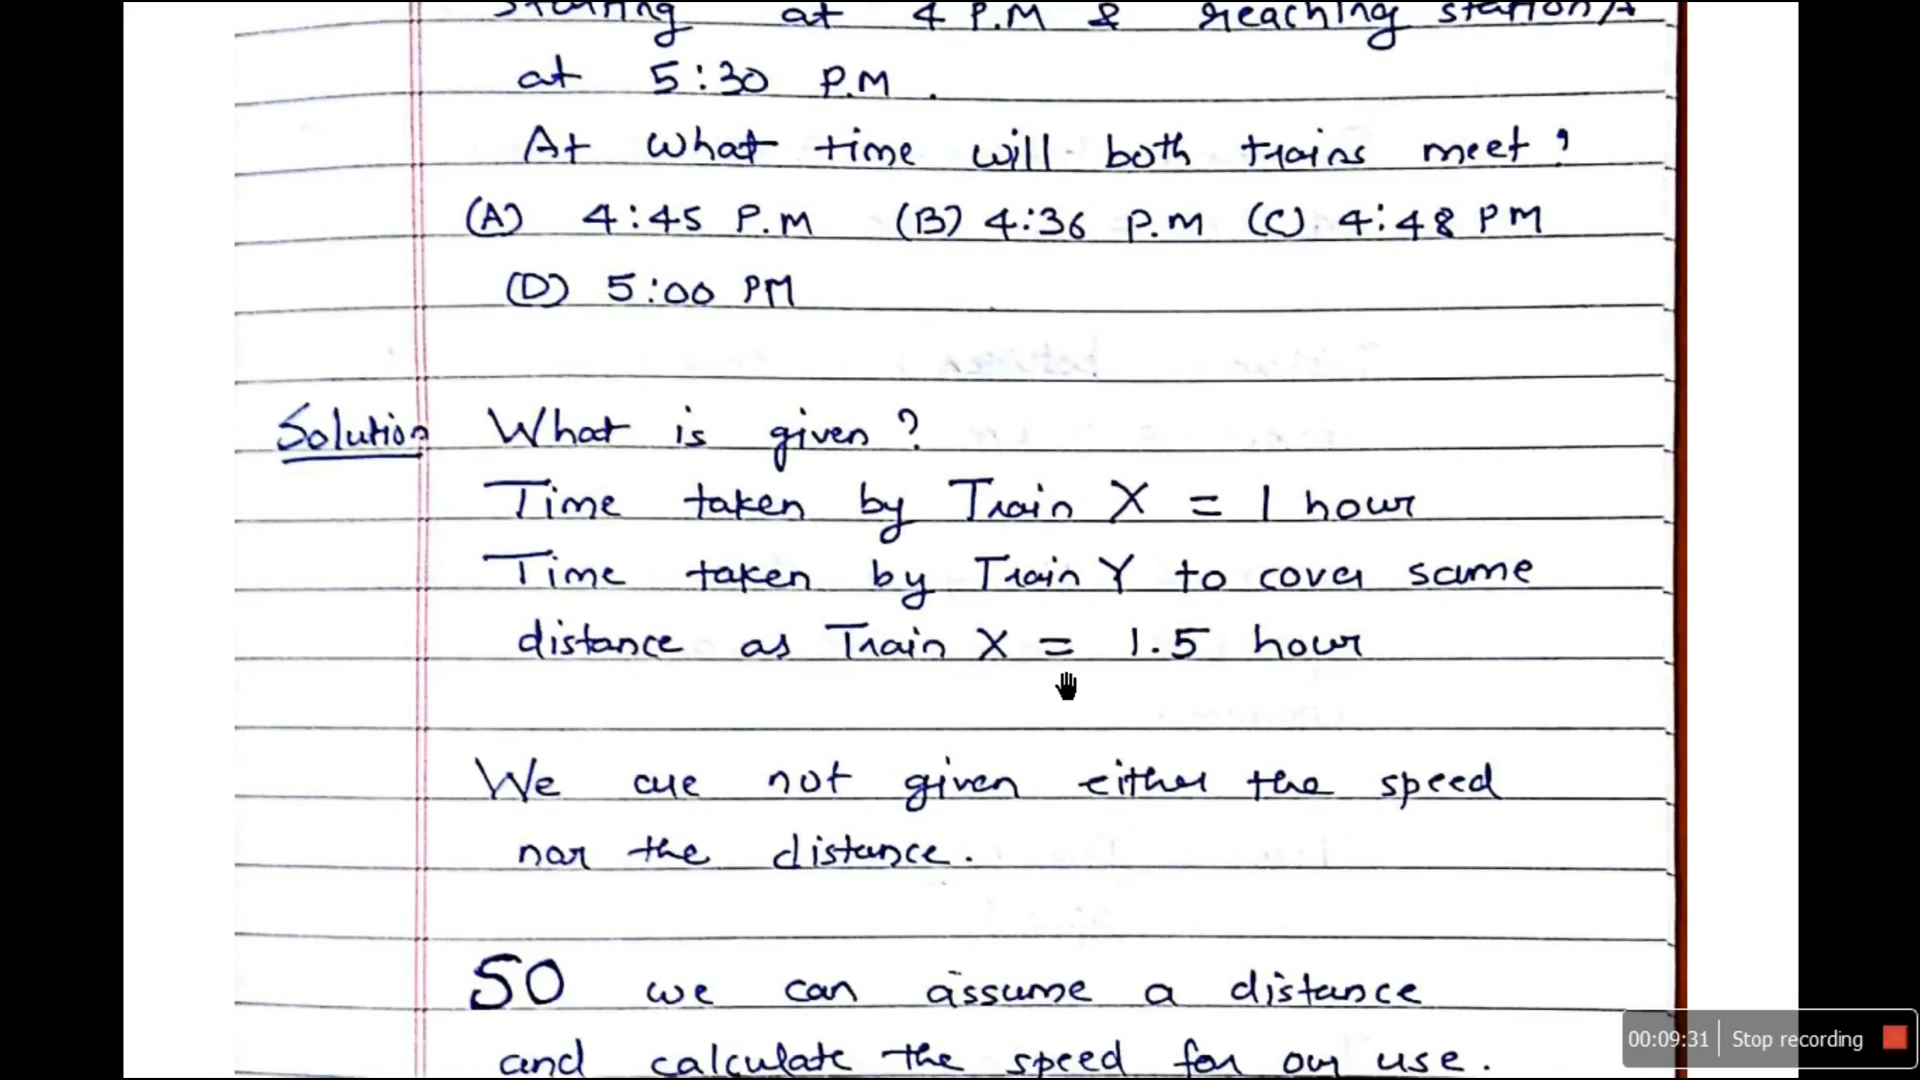 Starting at 4 P.M & reaching station A
at 5:30 P.M.
At what time will both trains meet?
(A) 4:45 P.M (B) 4:36 P.M (C) 4:48 PM
(D) 5:00 PM
Solution What is given?
Time taken by Train X = 1 hour
Time taken by Train Y to cover same
distance as Train X = 1.5 hour
We are not given either the speed
nor the distance.
SO we can assume a distance
and calculate the speed for our use.
00:09:31 Stop recording